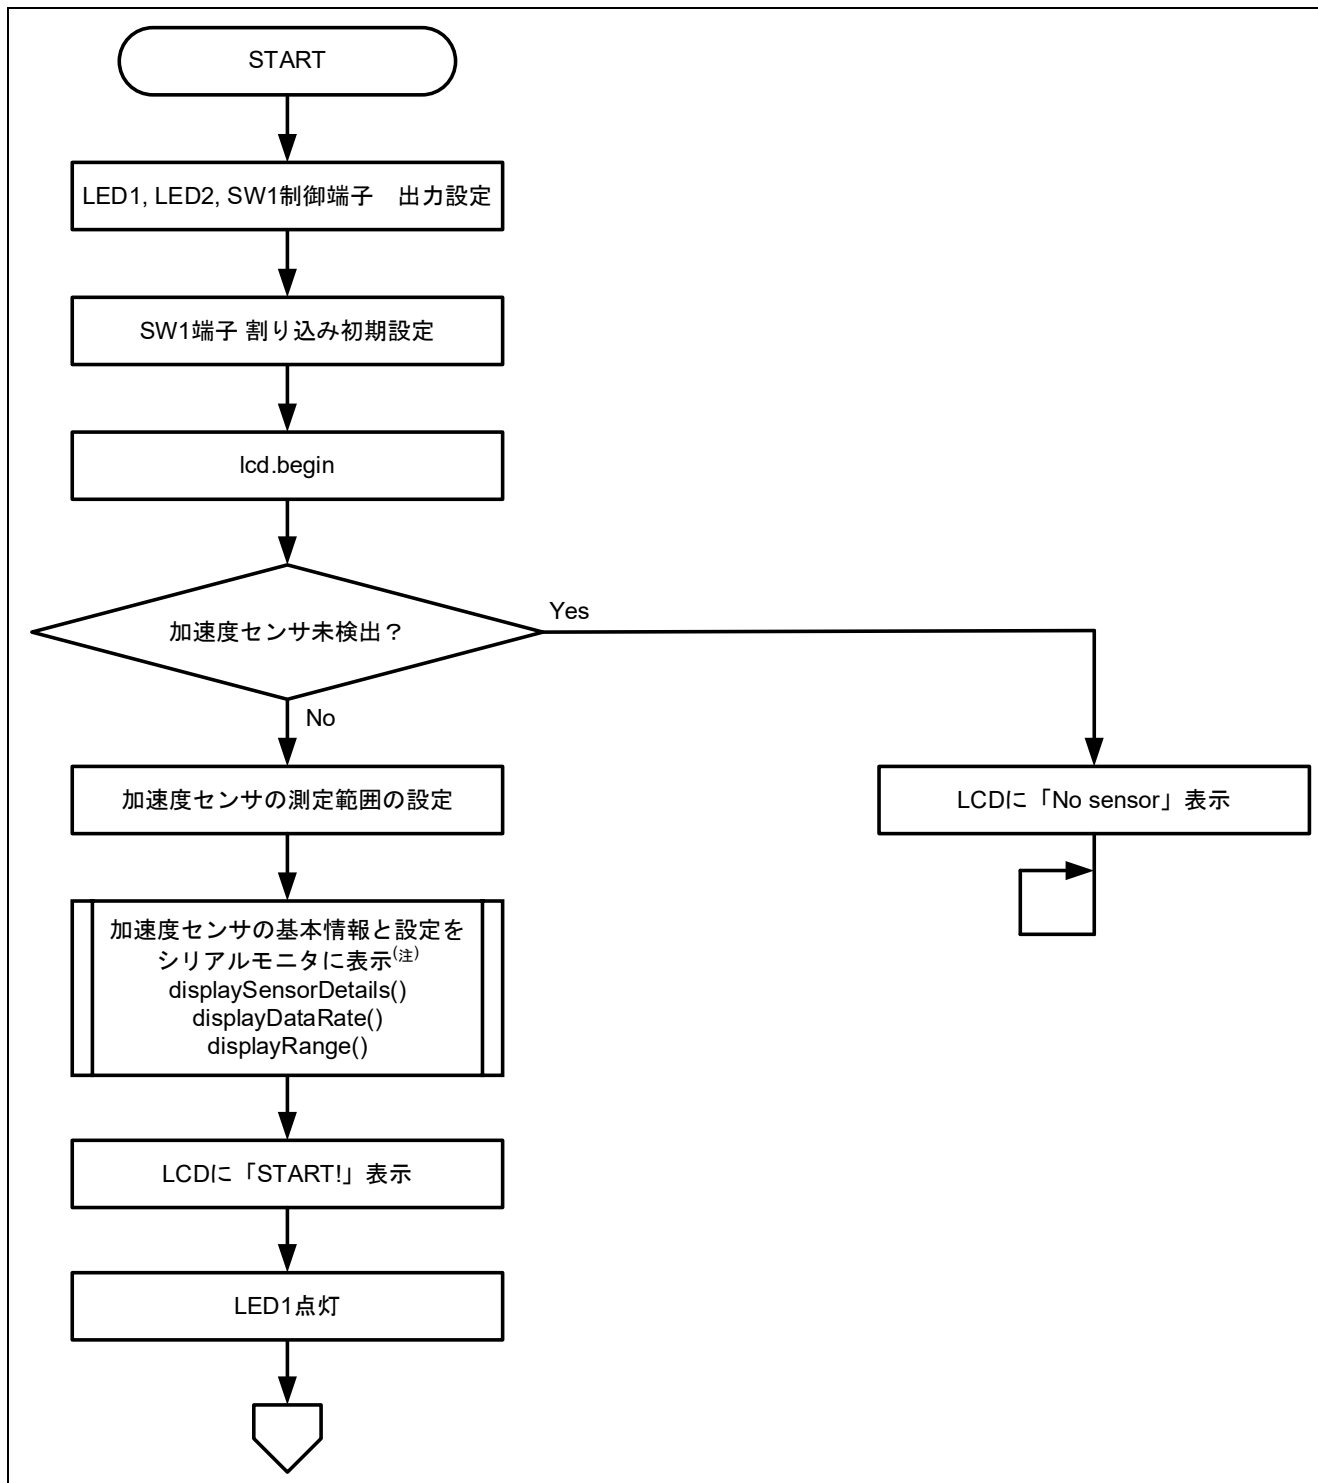 START
LED1, LED2, SW1制御端子　出力設定
SW1端子 割り込み初期設定
lcd.begin
加速度センサ未検出？
Yes
No
加速度センサの測定範囲の設定
LCDに「No sensor」表示
加速度センサの基本情報と設定を
シリアルモニタに表示(注)
displaySensorDetails()
displayDataRate()
displayRange()
LCDに「START!」表示
LED1点灯